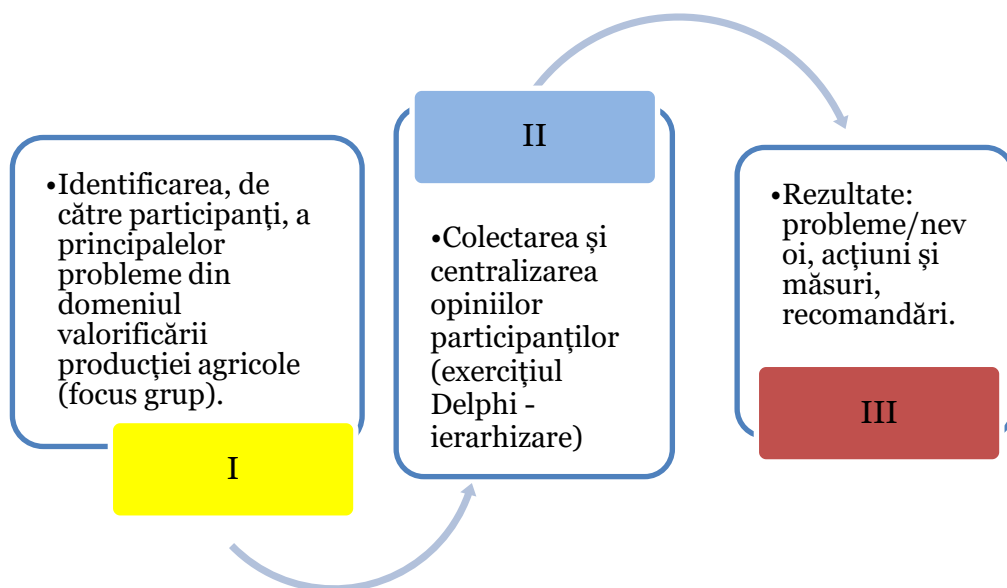 •Identificarea, de
către participanți, a
principalelor
probleme din
domeniul
valorificării
producției agricole
(focus grup).
I
II
•Colectarea și
centralizarea
opiniilor
participanților
(exercițiul
Delphi -
ierarhizare)
•Rezultate:
probleme/nev
oi, acțiuni și
măsuri,
recomandări.
III